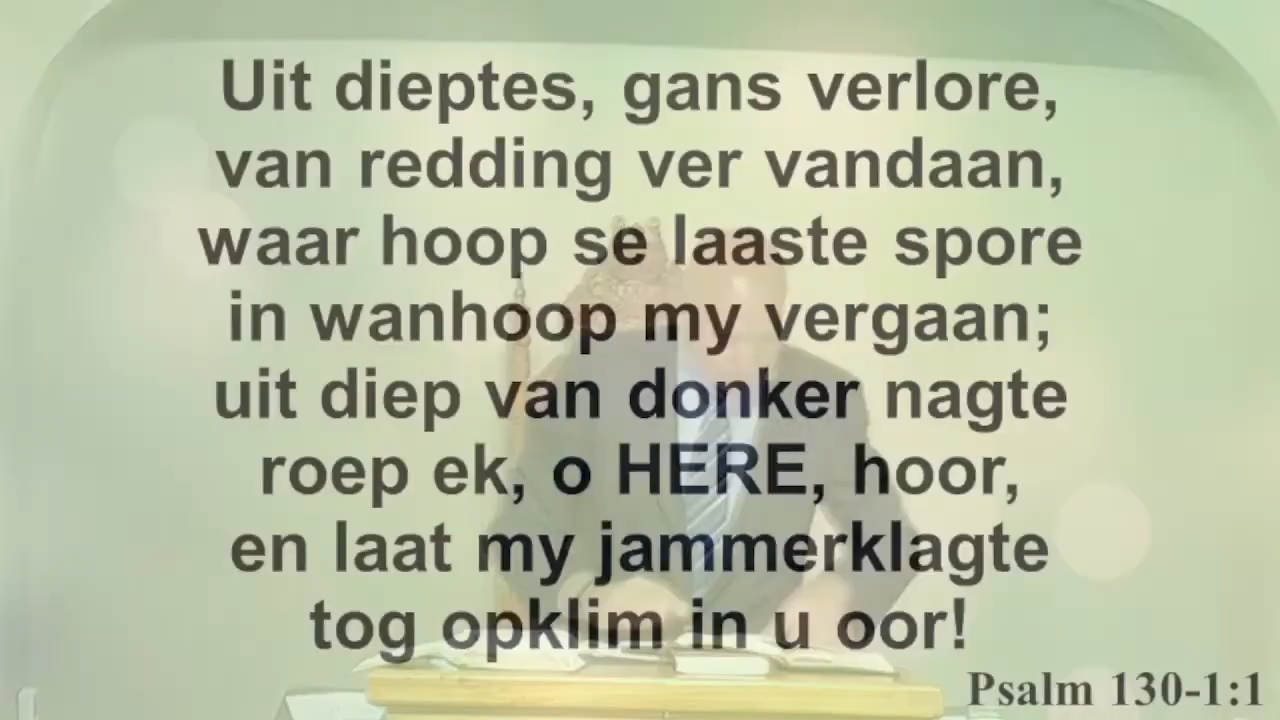 Uit dieptes, gans verlore,
van redding ver vandaan,
waar hoop se laaste spore
in wanhoop my vergaan;
uit diep van donker nagte
roep ek, o HERE, hoor,
en laat my jammerklagte
tog opklim in u oor!
Psalm 130-1:1